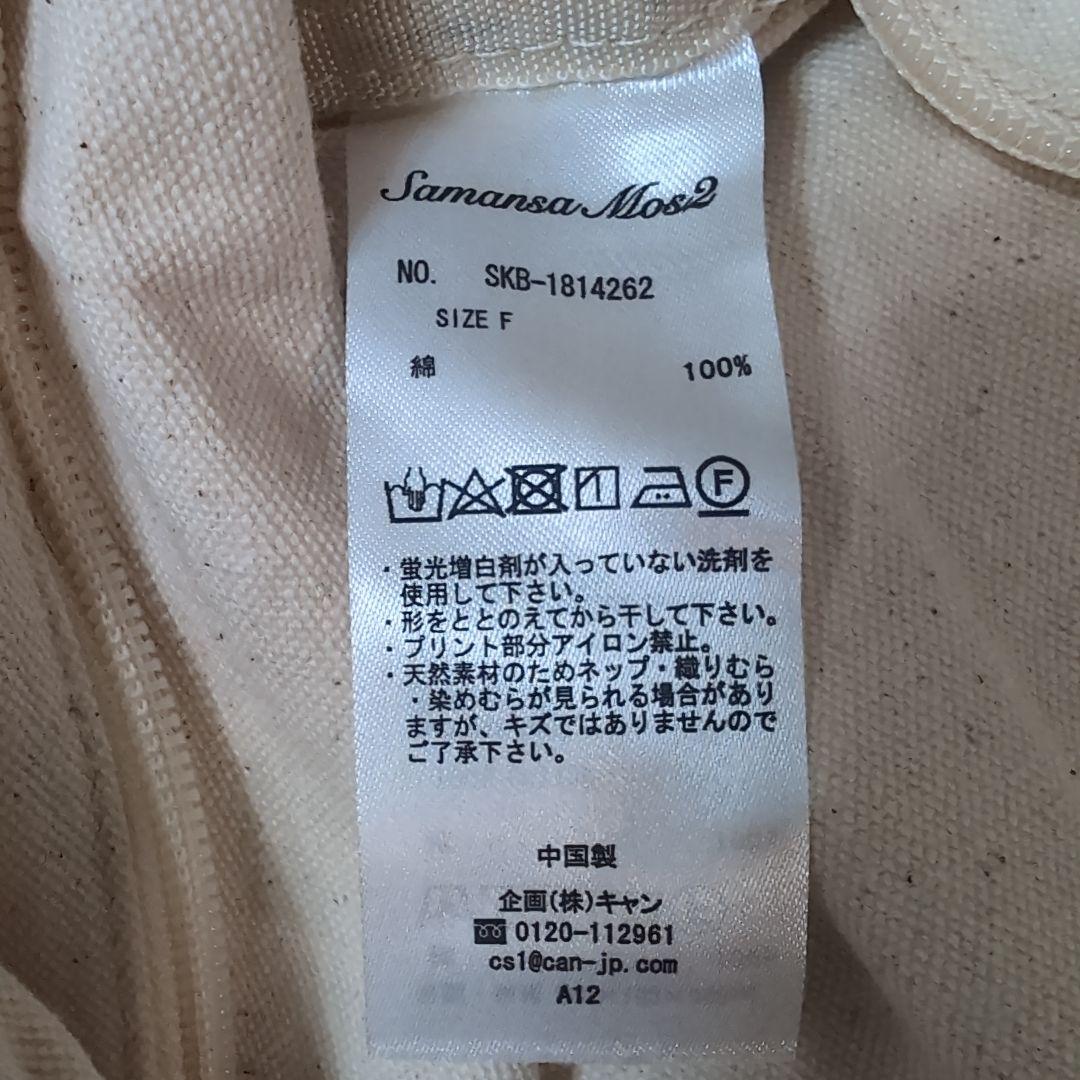 Samansa Mos2
NO. SKB-1814262
SIZE F
綿 100%
F
・蛍光増白剤が入っていない洗剤を
使用して下さい。
・形をととのえてから干して下さい。
・プリント部分アイロン禁止。
・天然素材のためネップ・織りむら
・染めむらが見られる場合があり
ますが、キズではありませんので
ご了承下さい。
中国製
企画(株)キャン
0120-112961
cs1@can-jp.com
A12